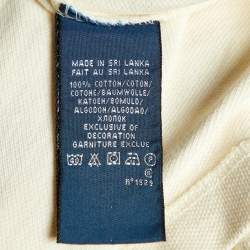 MADE IN SRI LANKA
FAIT AU SRI LANKA
100% COTTON/COTON/
COTONE/BAUMWOLLE/
KATOEN/BOMULD/
ALGODON/ALGODAO/
ХЛОПОК
EXCLUSIVE OF
DECORATION
GARNITURE EXCLUE